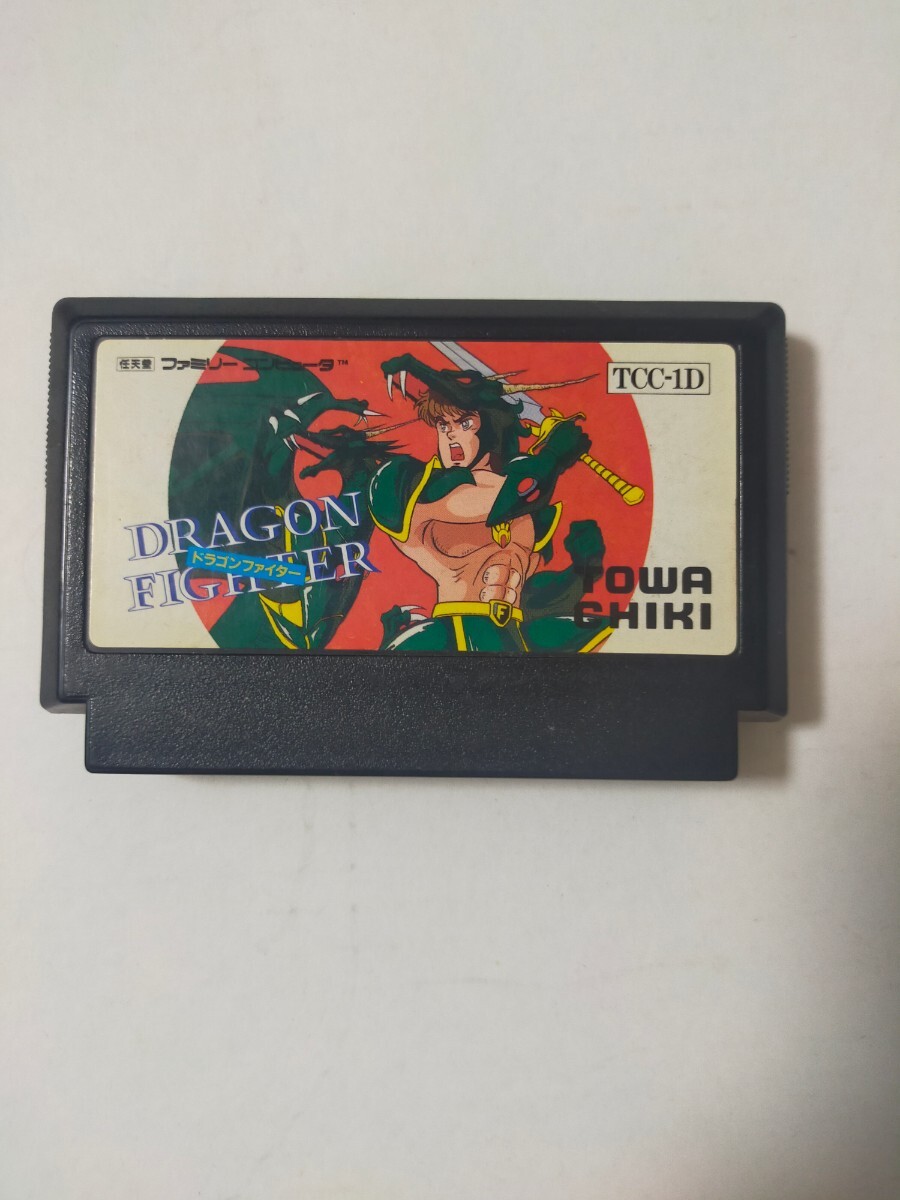 任天堂 ファミリーコンピュータ™
TCC-1D
DRAGON
ドラゴンファイター
FIGHTER
TOWA
CHIKI
F